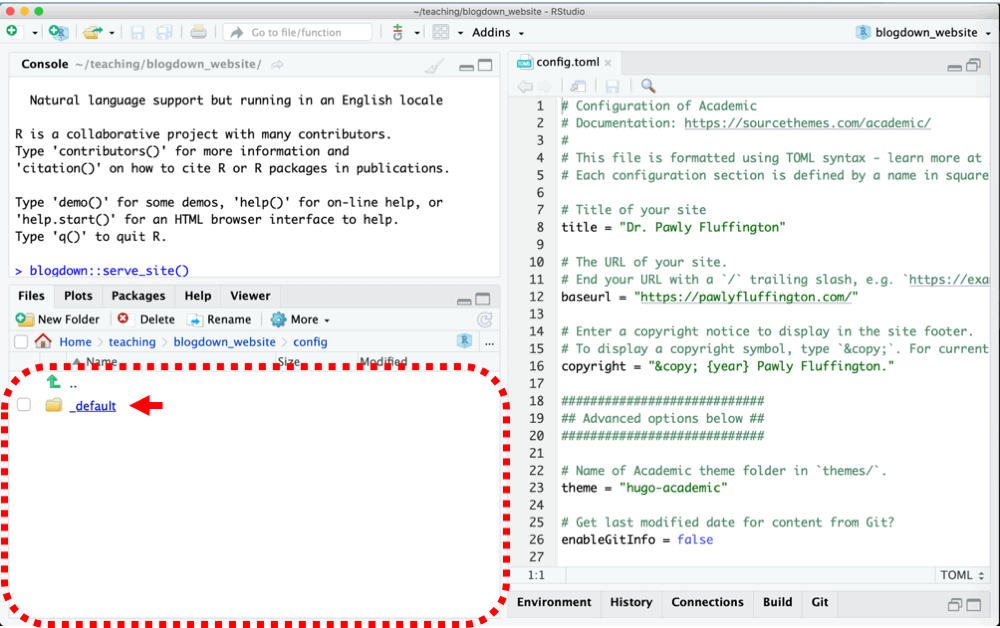 ~/teaching/blogdown_website - RStudio
Go to file/function
Addins
blogdown_website
Console ~/teaching/blogdown_website/
Natural language support but running in an English locale
R is a collaborative project with many contributors.
Type 'contributors()' for more information and
'citation()' on how to cite R or R packages in publications.
Type 'demo()' for some demos, 'help()' for on-line help, or
'help.start()' for an HTML browser interface to help.
Type 'q()' to quit R.
> blogdown::serve_site()
Files Plots Packages Help Viewer
New Folder Delete Rename More
Home > teaching > blogdown_website > config ...
Name Size Modified
..
_default
config.toml
1 # Configuration of Academic
2 # Documentation: https://sourcethemes.com/academic/
3 #
4 # This file is formatted using TOML syntax - learn more at
5 # Each configuration section is defined by a name in square
6
7 # Title of your site
8 title = "Dr. Pawly Fluffington"
9
10 # The URL of your site.
11 # End your URL with a `/` trailing slash, e.g. `https://exa
12 baseurl = "https://pawlyfluffington.com/"
13
14 # Enter a copyright notice to display in the site footer.
15 # To display a copyright symbol, type `&copy;`. For current
16 copyright = "&copy; {year} Pawly Fluffington."
17
18 ############################
19 ## Advanced options below ##
20 ############################
21
22 # Name of Academic theme folder in `themes/`.
23 theme = "hugo-academic"
24
25 # Get last modified date for content from Git?
26 enableGitInfo = false
27
1:1 TOML
Environment History Connections Build Git